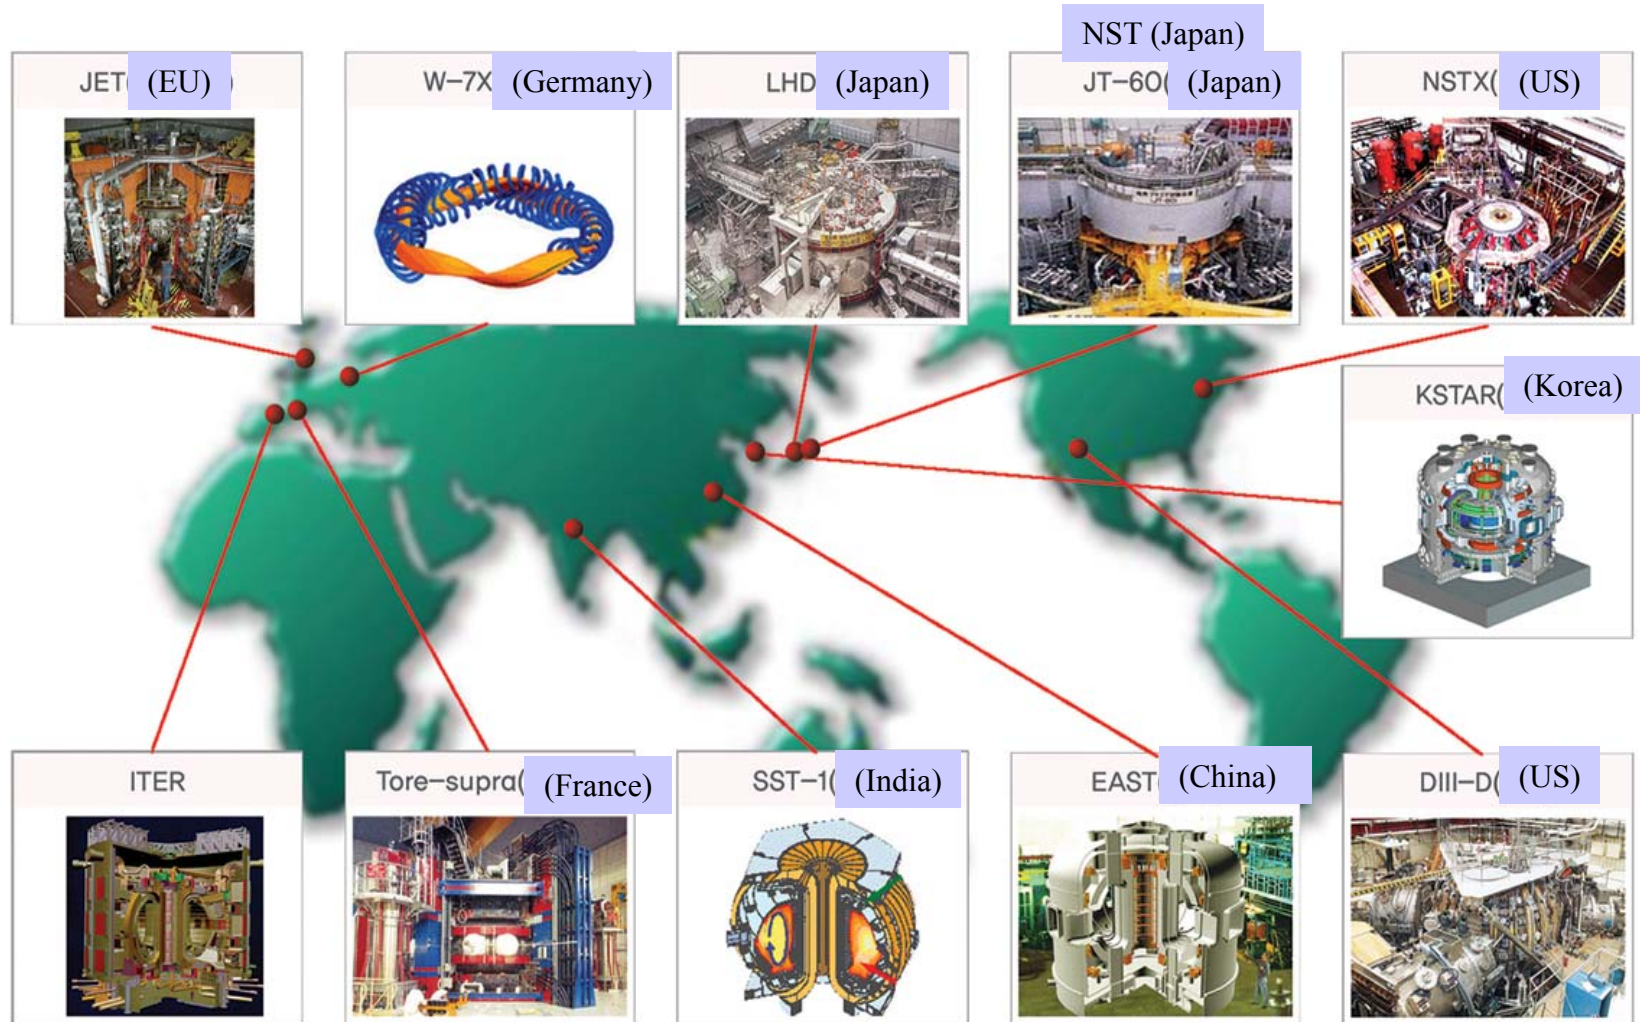 NST (Japan)
JET( (EU) )
W-7X (Germany)
LHD (Japan)
JT-60( (Japan)
NSTX( (US)
KSTAR( (Korea)
ITER
Tore-supra( (France)
SST-1( (India)
EAST (China)
DIII-D( (US)